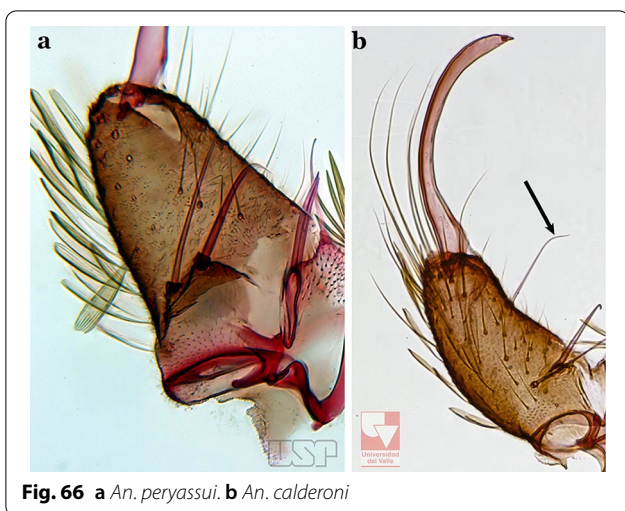 a
b
USP
Universidad
del Valle
Fig. 66 a An. peryassui. b An. calderoni